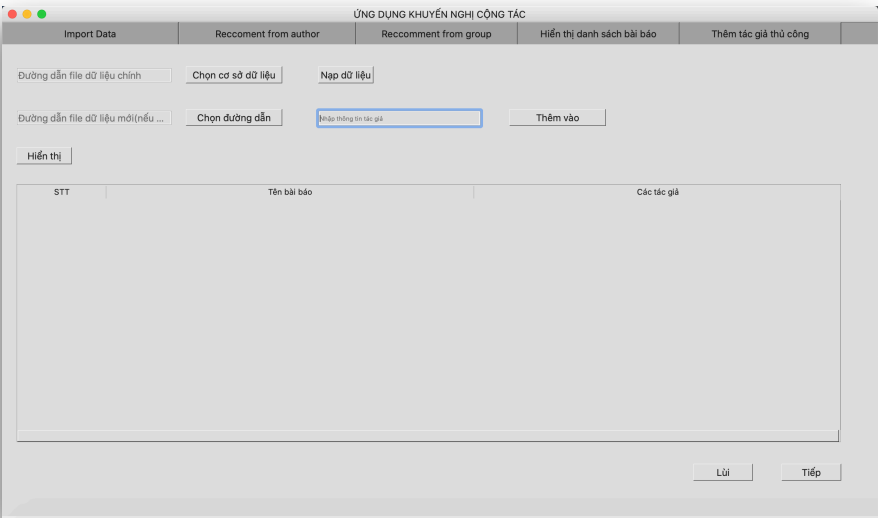 ỨNG DỤNG KHUYẾN NGHỊ CỘNG TÁC
Import Data Reccoment from author Reccomment from group Hiển thị danh sách bài báo Thêm tác giả thủ công
Đường dẫn file dữ liệu chính Chọn cơ sở dữ liệu Nạp dữ liệu
Đường dẫn file dữ liệu mới(nếu ... Chọn đường dẫn Nhập thông tin tác giả Thêm vào
Hiển thị
STT Tên bài báo Các tác giả
Lùi Tiếp